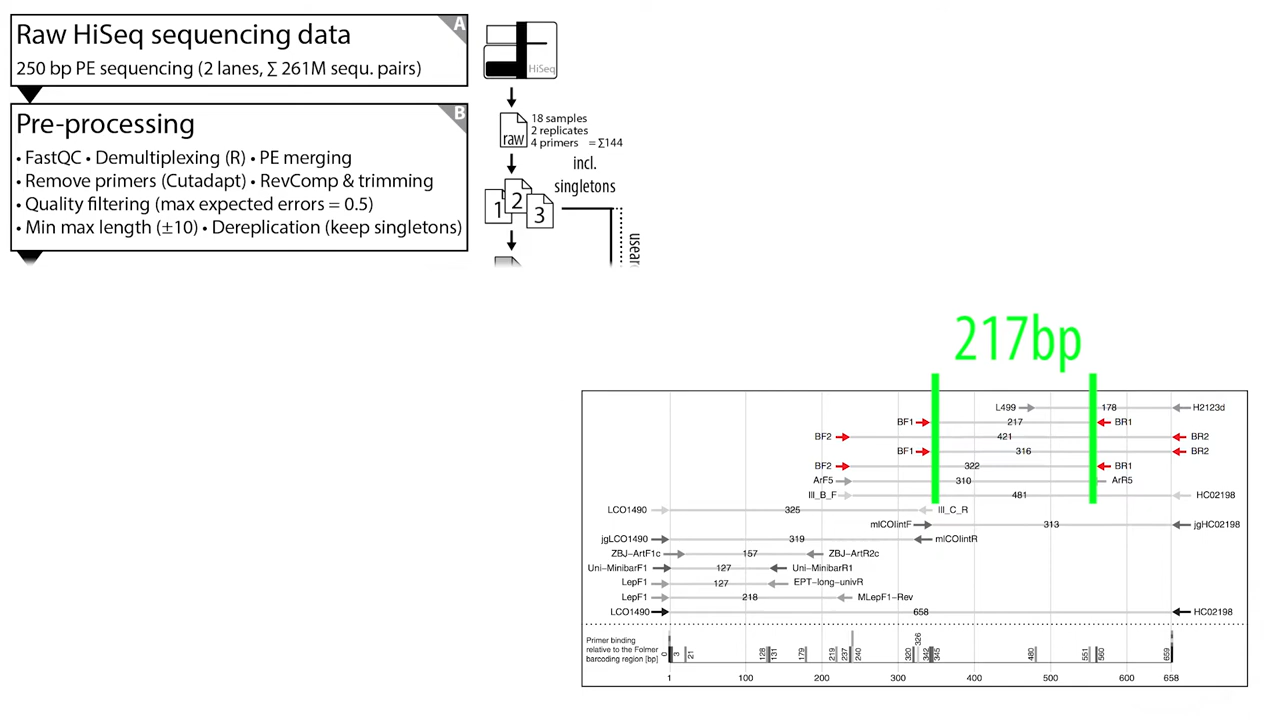 Raw HiSeq sequencing data
A
250 bp PE sequencing (2 lanes, ∑ 261M sequ. pairs)
Pre-processing
B
• FastQC • Demultiplexing (R) • PE merging
• Remove primers (Cutadapt) • RevComp & trimming
• Quality filtering (max expected errors = 0.5)
• Min max length (±10) • Dereplication (keep singletons)
HiSeq
raw
18 samples
2 replicates
4 primers = ∑144
incl.
singletons
1 2 3
217bp
L499 178 H2123d
BF1 217 BR1
BF2 421 BR2
BF1 316 BR2
BF2 322 BR1
ArF5 310 ArR5
III_B_F 481 HC02198
LCO1490 325 III_C_R
mlCOIintF 313 jgHC02198
jgLCO1490 319 mlCOIintR
ZBJ−ArtF1c 157 ZBJ−ArtR2c
Uni−MinibarF1 127 Uni−MinibarR1
LepF1 127 EPT−long−univR
LepF1 218 MLepF1−Rev
LCO1490 658 HC02198
Primer binding
relative to the Folmer
barcoding region [bp]
0 3 21 128 131 179 219 237 240 320 326 342 345 480 551 560 659
1 100 200 300 400 500 600 658